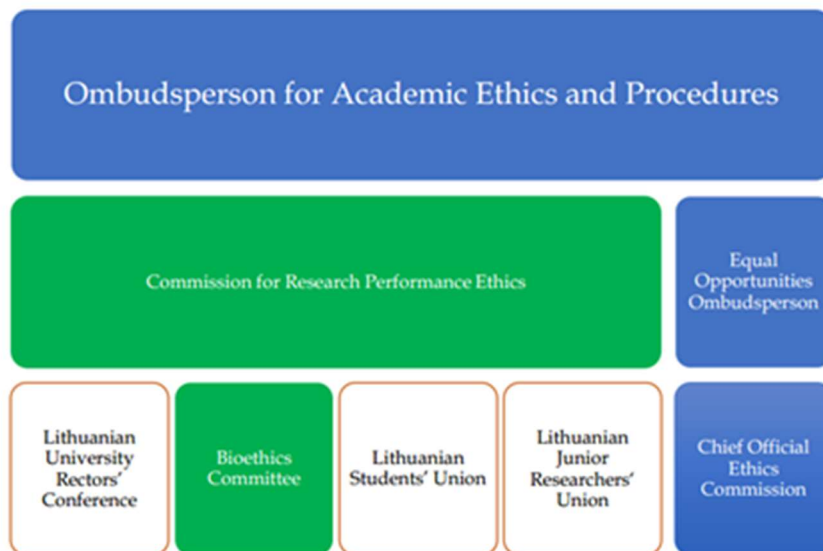 Ombudsperson for Academic Ethics and Procedures
Commission for Research Performance Ethics
Equal
Opportunities
Ombudsperson
Lithuanian
University
Rectors’
Conference
Bioethics
Committee
Lithuanian
Students’ Union
Lithuanian
Junior
Researchers’
Union
Chief Official
Ethics
Commission